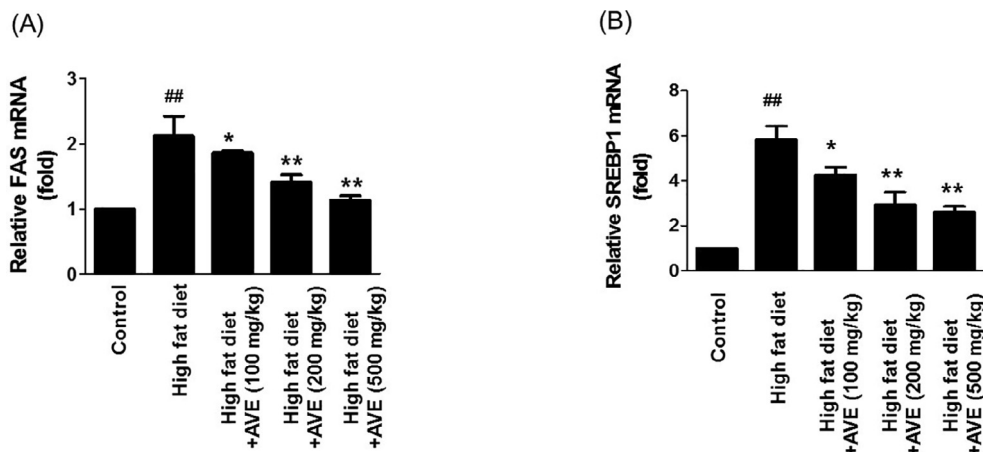 (A)
Relative FAS mRNA
(fold)
3
2
1
0
##
*
**
**
Control
High fat diet
High fat diet
+AVE (100 mg/kg)
High fat diet
+AVE (200 mg/kg)
High fat diet
+AVE (500 mg/kg)
(B)
Relative SREBP1 mRNA
(fold)
8
6
4
2
0
##
*
**
**
Control
High fat diet
High fat diet
+AVE (100 mg/kg)
High fat diet
+AVE (200 mg/kg)
High fat diet
+AVE (500 mg/kg)